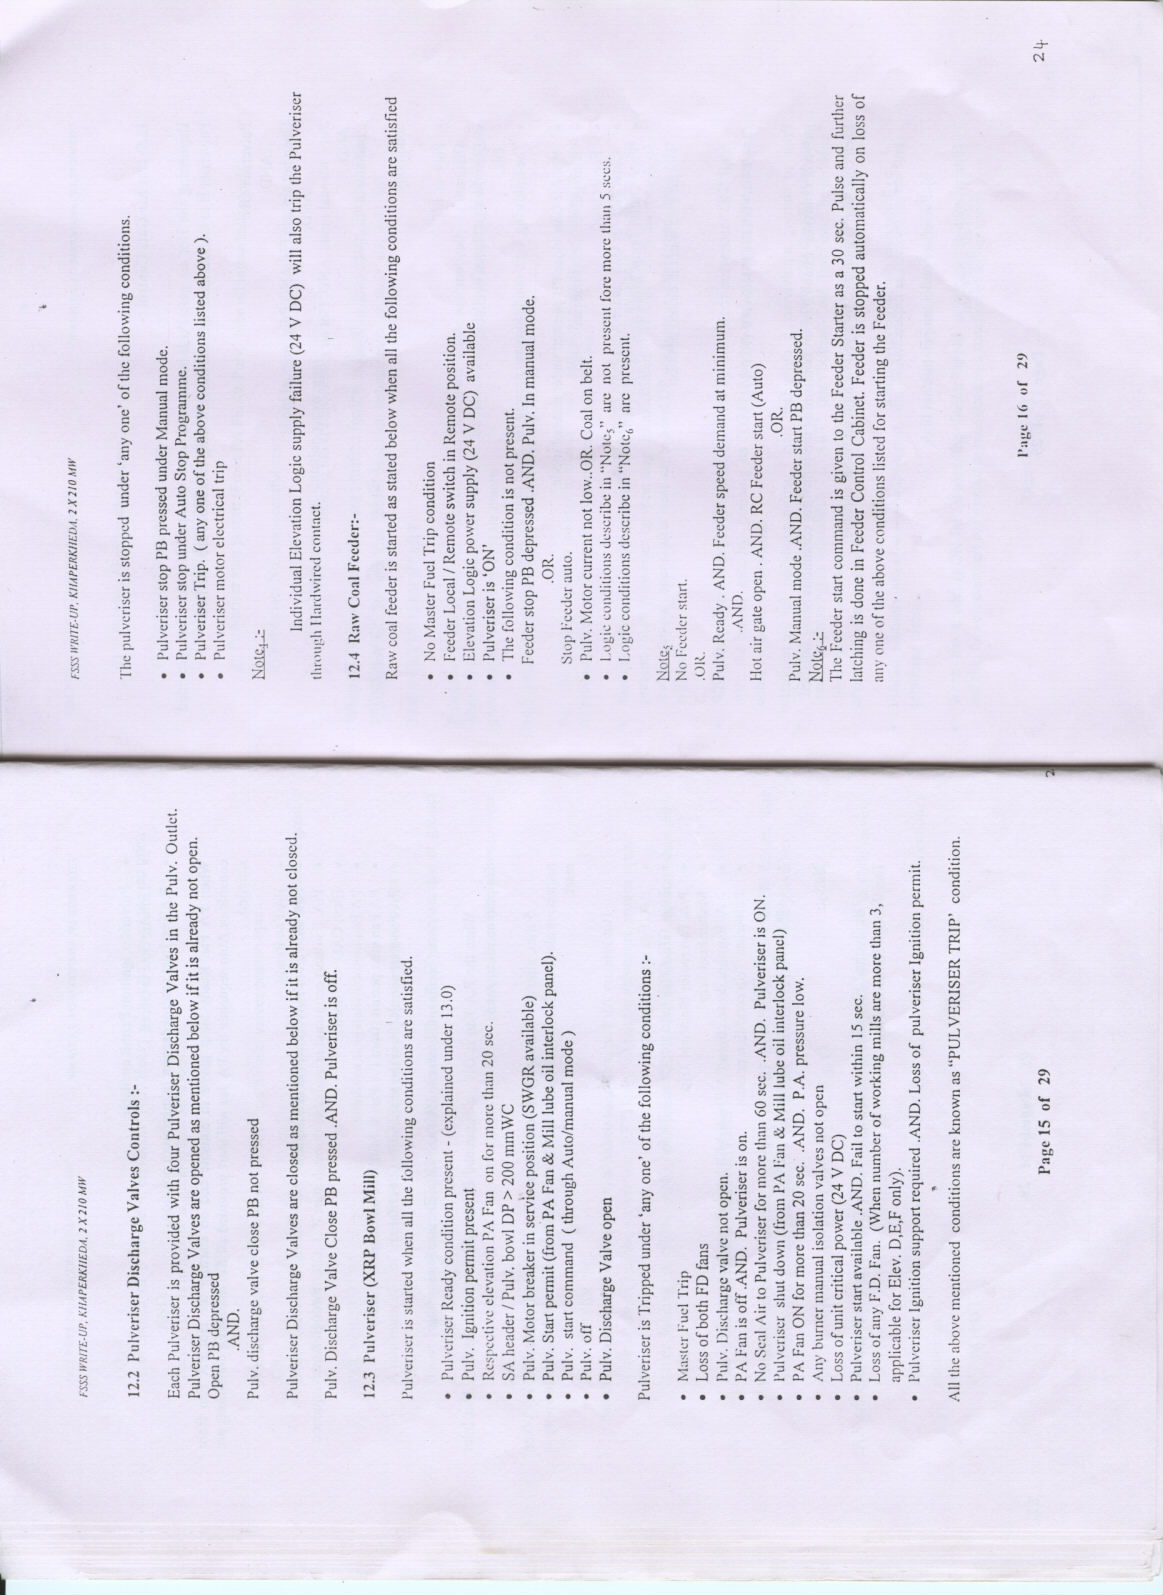 FSSS WRITE-UP, KHAPERKHEDA, 2 X 210 MW
12.2 Pulveriser Discharge Valves Controls :-
Each Pulveriser is provided with four Pulveriser Discharge Valves in the Pulv. Outlet.
Pulveriser Discharge Valves are opened as mentioned below if it is already not open.
Open PB depressed
.AND.
Pulv. discharge valve close PB not pressed
Pulveriser Discharge Valves are closed as mentioned below if it is already not closed.
Pulv. Discharge Valve Close PB pressed .AND. Pulveriser is off.
12.3 Pulveriser (XRP Bowl Mill)
Pulveriser is started when all the following conditions are satisfied.
• Pulveriser Ready condition present - (explained under 13.0)
• Pulv. Ignition permit present
• Respective elevation PA Fan on for more than 20 sec.
• SA header / Pulv. bowl DP > 200 mmWC
• Pulv. Motor breaker in service position (SWGR available)
• Pulv. Start permit (from PA Fan & Mill lube oil interlock panel).
• Pulv. start command ( through Auto/manual mode )
• Pulv. off
• Pulv. Discharge Valve open
Pulveriser is Tripped under ‘any one’ of the following conditions :-
• Master Fuel Trip
• Loss of both FD fans
• Pulv. Discharge valve not open.
• PA Fan is off .AND. Pulveriser is on.
• No Seal Air to Pulveriser for more than 60 sec. .AND. Pulveriser is ON.
• Pulveriser shut down (from PA Fan & Mill lube oil interlock panel)
• PA Fan ON for more than 20 sec. .AND. P.A. pressure low.
• Any burner manual isolation valves not open
• Loss of unit critical power (24 V DC)
• Pulveriser start available .AND. Fail to start within 15 sec.
• Loss of any F.D. Fan. (When number of working mills are more than 3,
applicable for Elev. D,E,F only).
• Pulveriser Ignition support required .AND. Loss of pulveriser Ignition permit.
All the above mentioned conditions are known as “PULVERISER TRIP’ condition.
Page 15 of 29
2
FSSS WRITE-UP, KHAPERKHEDA, 2 X 210 MW
The pulveriser is stopped under ‘any one’ of the following conditions.
• Pulveriser stop PB pressed under Manual mode.
• Pulveriser stop under Auto Stop Programme.
• Pulveriser Trip. ( any one of the above conditions listed above ).
• Pulveriser motor electrical trip
Note4 :-
Individual Elevation Logic supply failure (24 V DC) will also trip the Pulveriser
through Hardwired contact.
12.4 Raw Coal Feeder:-
Raw coal feeder is started as stated below when all the following conditions are satisfied
• No Master Fuel Trip condition
• Feeder Local / Remote switch in Remote position.
• Elevation Logic power supply (24 V DC) available
• Pulveriser is ‘ON’
• The following condition is not present.
Feeder stop PB depressed .AND. Pulv. In manual mode.
.OR.
Stop Feeder auto.
• Pulv. Motor current not low..OR. Coal on belt.
• Logic conditions describe in “Note5” are not present fore more than 5 secs.
• Logic conditions describe in “Note6” are present.
Note5
No Feeder start.
.OR.
Pulv. Ready . AND. Feeder speed demand at minimum.
.AND.
Hot air gate open . AND. RC Feeder start (Auto)
.OR.
Pulv. Manual mode .AND. Feeder start PB depressed.
Note6 :-
The Feeder start command is given to the Feeder Starter as a 30 sec. Pulse and further
latching is done in Feeder Control Cabinet. Feeder is stopped automatically on loss of
any one of the above conditions listed for starting the Feeder.
Page 16 of 29
24